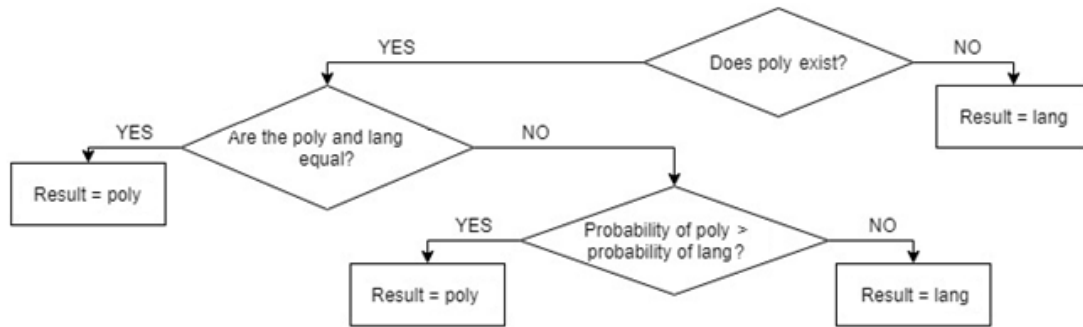 YES
Does poly exist?
NO
YES
Are the poly and lang
equal?
NO
Result = lang
Result = poly
YES
Probability of poly >
probability of lang?
NO
Result = poly
Result = lang